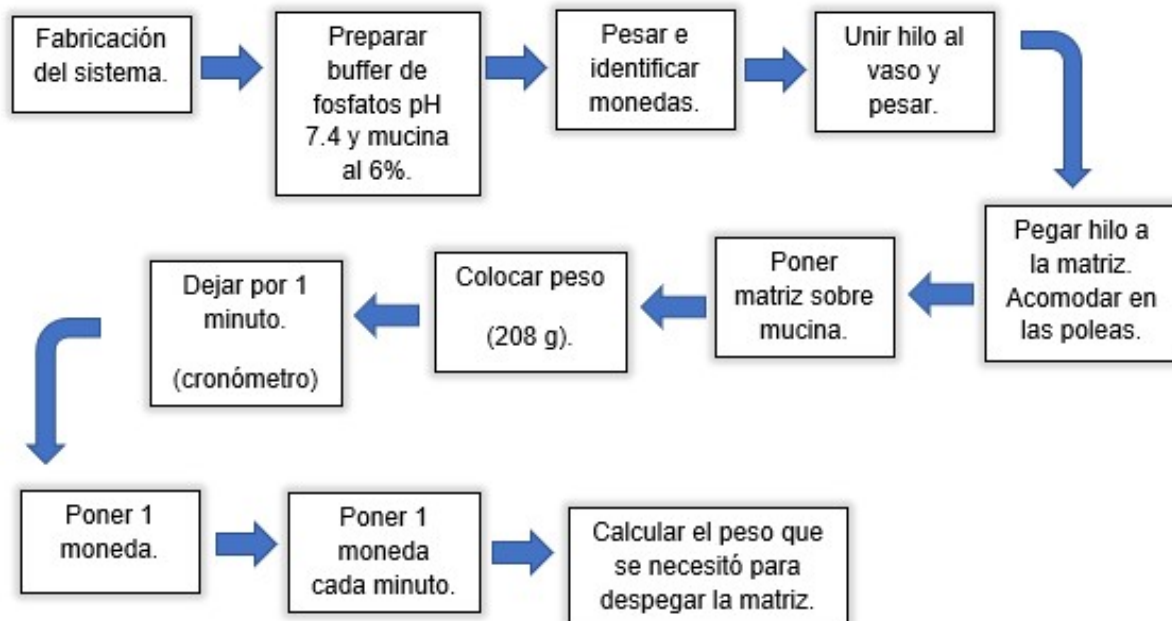 Fabricación
del sistema.
Preparar
buffer de
fosfatos pH
7.4 y mucina
al 6%.
Pesar e
identificar
monedas.
Unir hilo al
vaso y
pesar.
Pegar hilo a
la matriz.
Acomodar en
las poleas.
Poner
matriz sobre
mucina.
Colocar peso
(208 g).
Dejar por 1
minuto.
(cronómetro)
Poner 1
moneda.
Poner 1
moneda
cada minuto.
Calcular el peso que
se necesitó para
despegar la matriz.